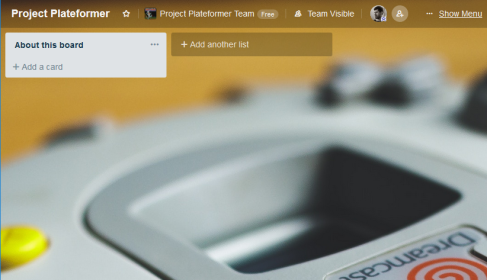 Project Plateformer
Project Plateformer Team Free
Team Visible
Show Menu
About this board
+ Add another list
+ Add a card
Dreamcast